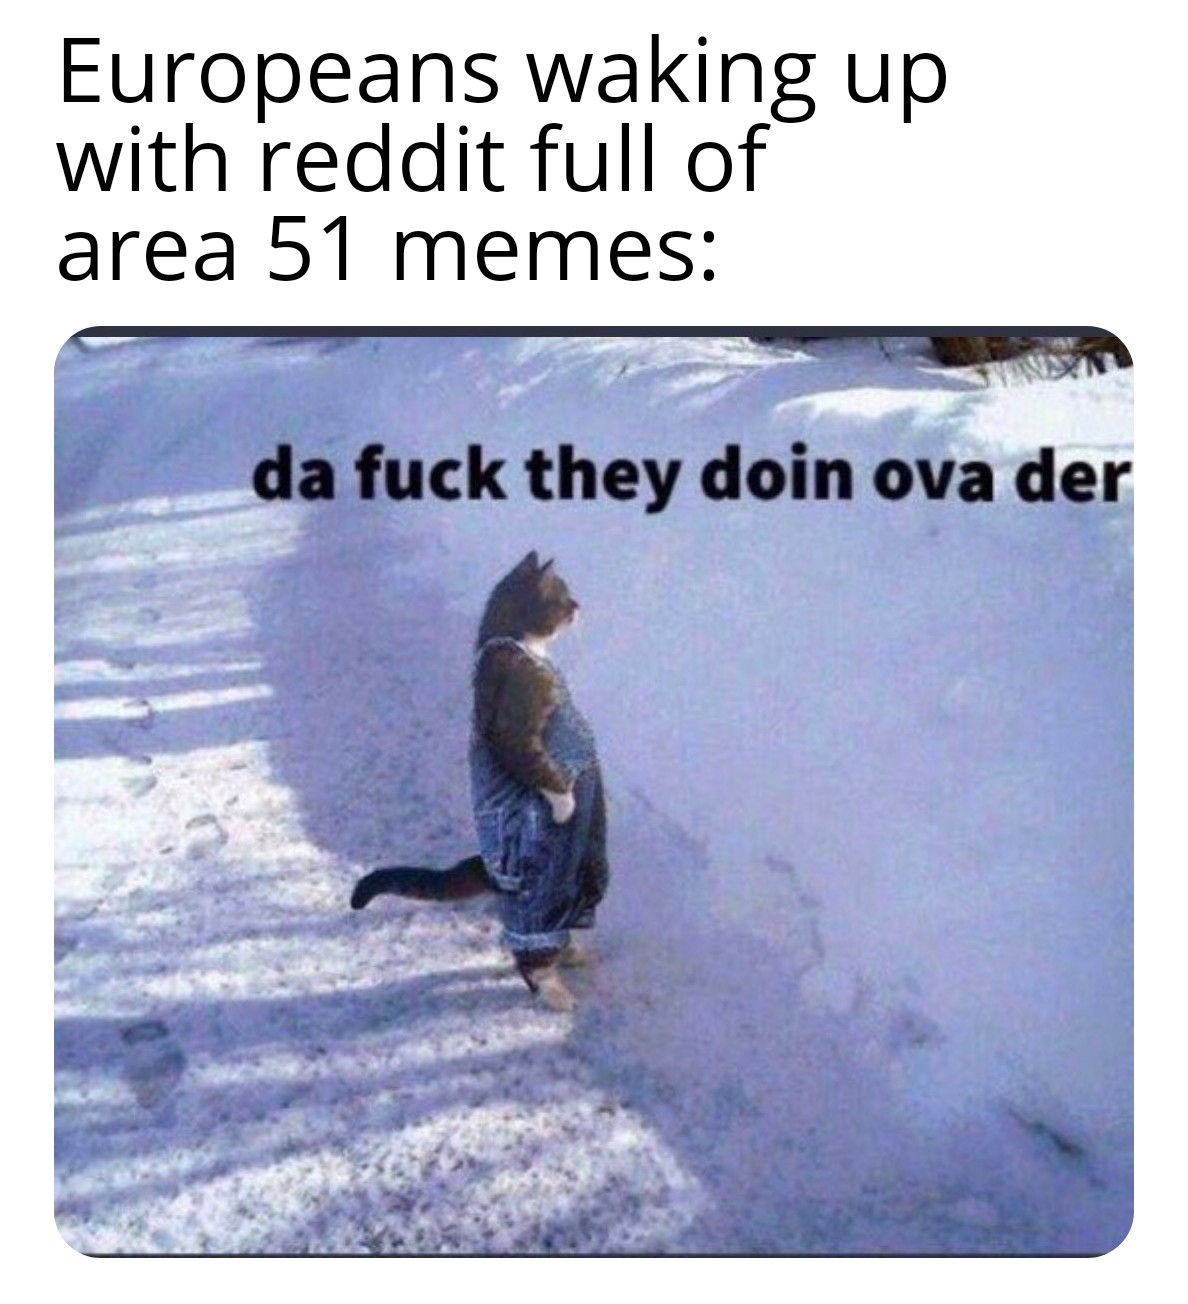 Europeans waking up
with reddit full of
area 51 memes:
da fuck they doin ova der